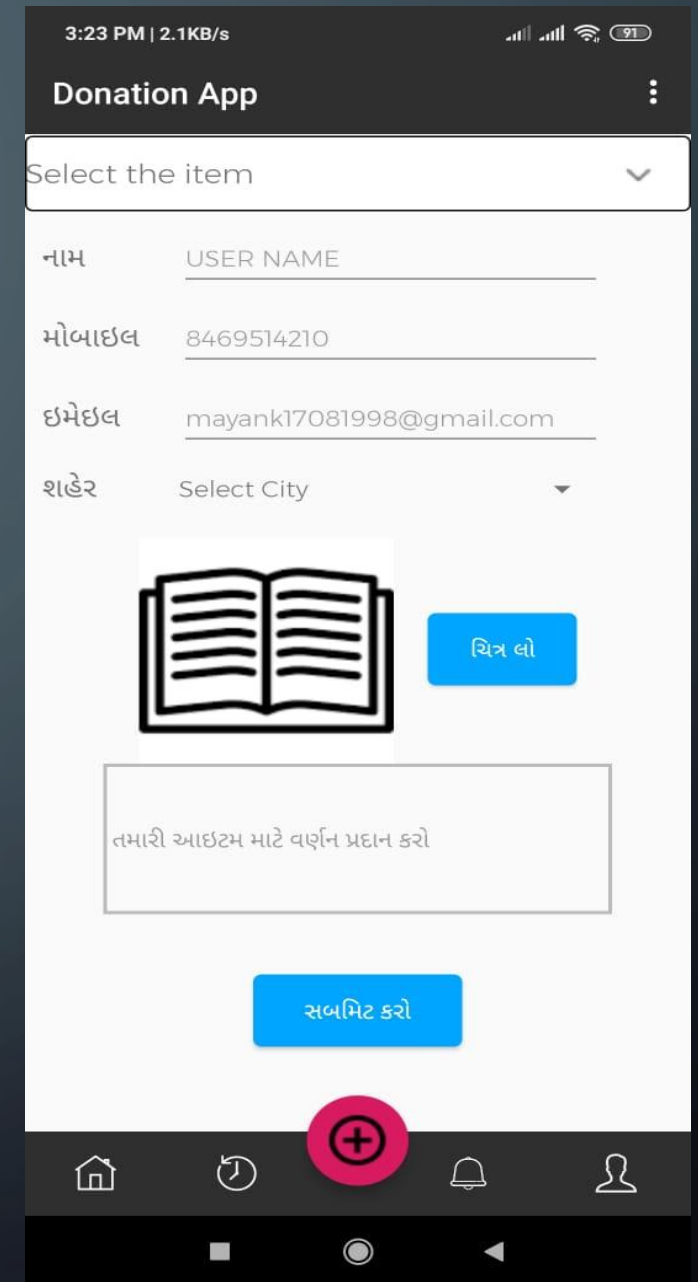 3:23 PM | 2.1KB/s 91
Donation App
Select the item
નામ USER NAME
મોબાઇલ 8469514210
ઇમેઇલ mayank17081998@gmail.com
શહેર Select City
ચિત્ર લો
તમારી આઇટમ માટે વર્ણન પ્રદાન કરો
સબમિટ કરો